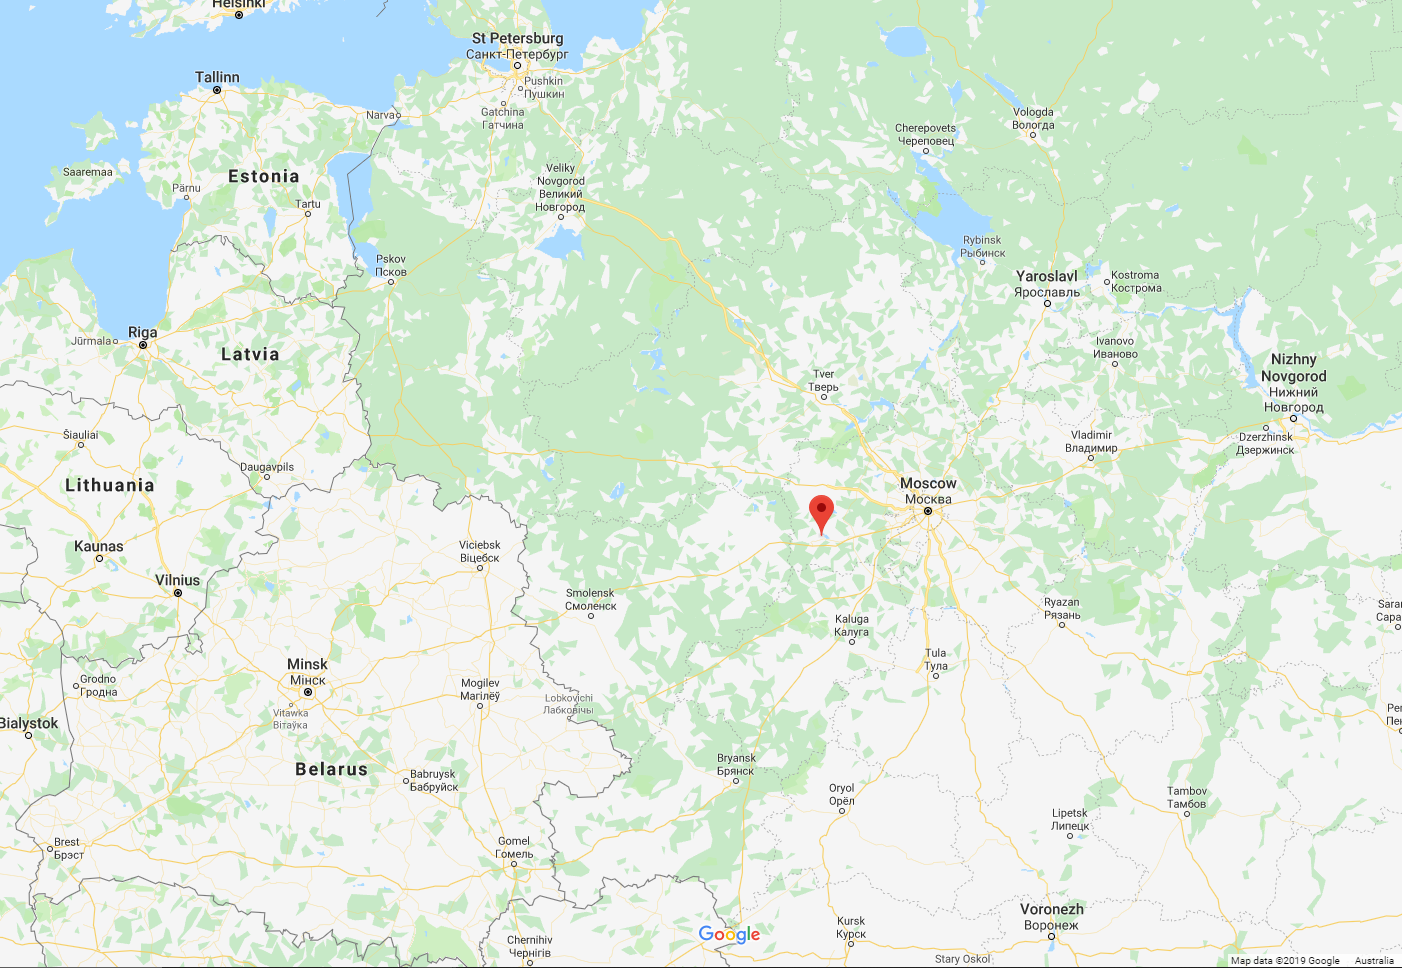 Helsinki
St Petersburg
Санкт-Петербург
Tallinn
Pushkin
Пушкин
Gatchina
Гатчина
Narva
Vologda
Вологда
Cherepovets
Череповец
Saaremaa
Estonia
Pärnu
Tartu
Veliky
Novgorod
Великий
Новгород
Rybinsk
Рыбинск
Pskov
Псков
Yaroslavl
Ярославль
Kostroma
Кострома
Riga
Jūrmala
Latvia
Ivanovo
Иваново
Nizhny
Novgorod
Нижний
Новгород
Tver
Тверь
Šiauliai
Vladimir
Владимир
Dzerzhinsk
Дзержинск
Daugavpils
Lithuania
Moscow
Москва
Kaunas
Viciebsk
Віцебск
Vilnius
Smolensk
Смоленск
Ryazan
Рязань
Saran
Сара
Kaluga
Калуга
Tula
Тула
Minsk
Мінск
Grodno
Гродна
Mogilev
Магілёў
Lobkovichi
Лабковічы
Vitawka
Вітаўка
Bialystok
Pen
Пен
Belarus
Babruysk
Бабруйск
Bryansk
Брянск
Oryol
Орёл
Tambov
Тамбов
Lipetsk
Липецк
Brest
Брэст
Gomel
Гомель
Voronezh
Воронеж
Kursk
Курск
Google
Chernihiv
Чернігів
Stary Oskol
Map data ©2019 Google Australia